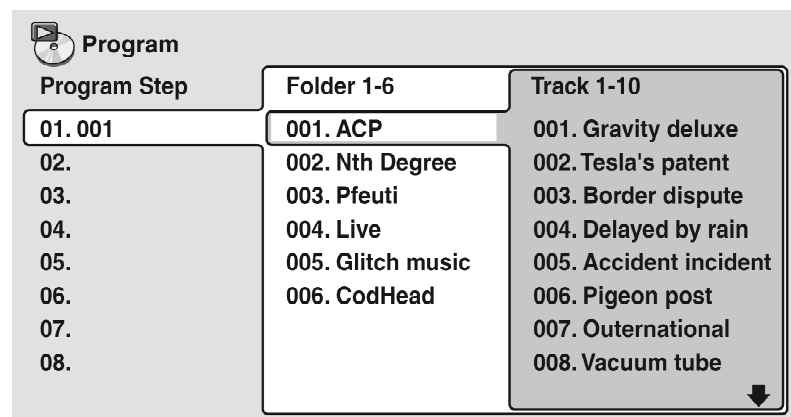 Program
Program Step Folder 1-6 Track 1-10
01. 001 001. ACP 001. Gravity deluxe
02. 002. Nth Degree 002. Tesla's patent
03. 003. Pfeuti 003. Border dispute
04. 004. Live 004. Delayed by rain
05. 005. Glitch music 005. Accident incident
06. 006. CodHead 006. Pigeon post
07. 007. Outernational
08. 008. Vacuum tube